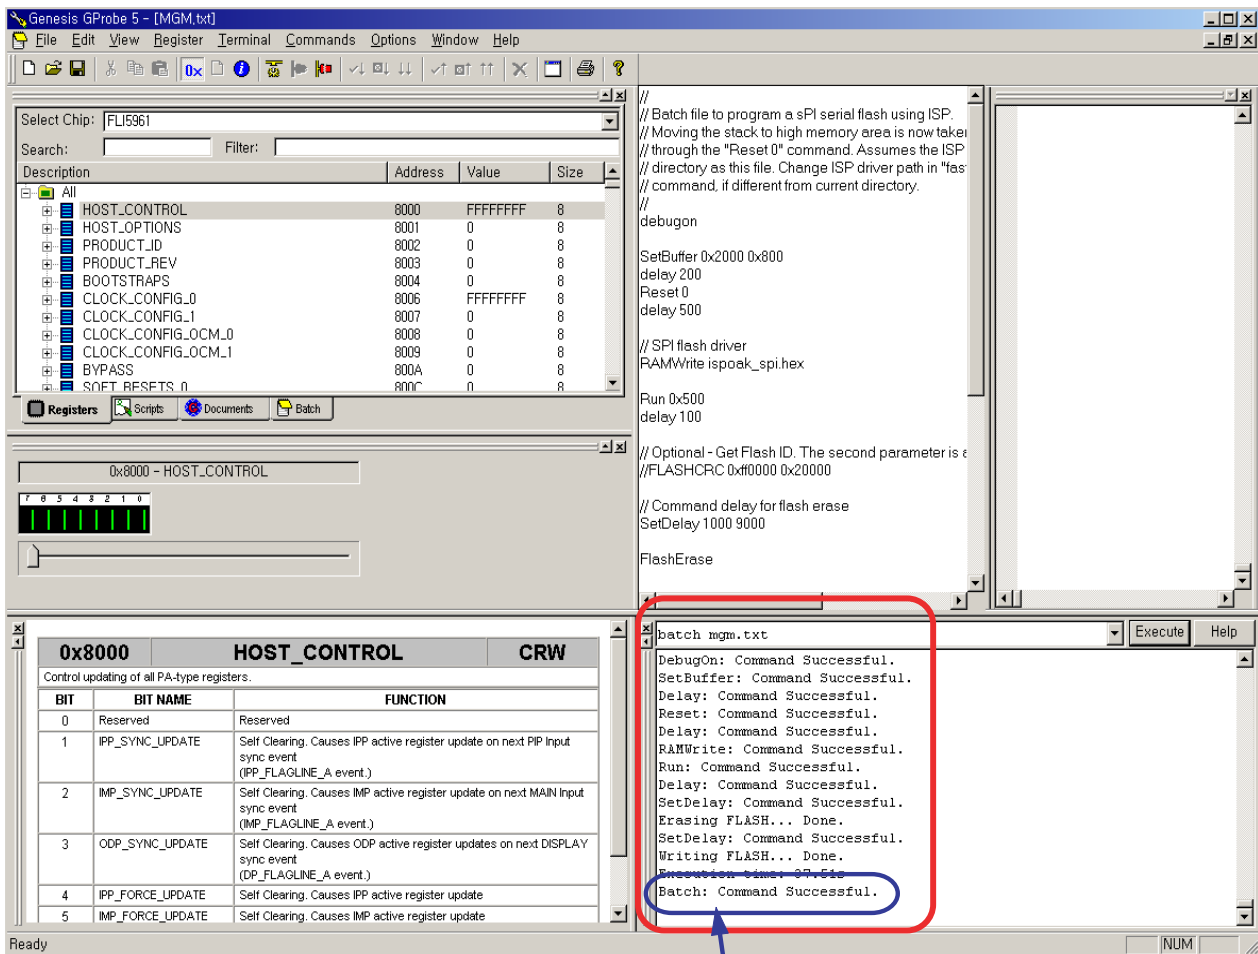 Genesis GProbe 5 - [MGM.txt]
File Edit View Register Terminal Commands Options Window Help
0x
Select Chip: FLI5961
Search: Filter:
Description Address Value Size
All
HOST_CONTROL 8000 FFFFFFFF 8
HOST_OPTIONS 8001 0 8
PRODUCT_ID 8002 0 8
PRODUCT_REV 8003 0 8
BOOTSTRAPS 8004 0 8
CLOCK_CONFIG_0 8006 FFFFFFFF 8
CLOCK_CONFIG_1 8007 0 8
CLOCK_CONFIG_OCM_0 8008 0 8
CLOCK_CONFIG_OCM_1 8009 0 8
BYPASS 800A 0 8
SOFT_RESETS_0 800C 0 8
Registers Scripts Documents Batch
0x8000 - HOST_CONTROL
7 6 5 4 3 2 1 0
//
// Batch file to program a sPI serial flash using ISP.
// Moving the stack to high memory area is now taken
// through the "Reset 0" command. Assumes the ISP
// directory as this file. Change ISP driver path in "fas
// command, if different from current directory.
//
debugon
SetBuffer 0x2000 0x800
delay 200
Reset 0
delay 500
// SPI flash driver
RAMWrite ispoak_spi.hex
Run 0x500
delay 100
// Optional - Get Flash ID. The second parameter is
//FLASHCRC 0xff0000 0x20000
// Command delay for flash erase
SetDelay 1000 9000
FlashErase
0x8000 HOST_CONTROL CRW
Control updating of all PA-type registers.
BIT BIT NAME FUNCTION
0 Reserved Reserved
1 IPP_SYNC_UPDATE Self Clearing. Causes IPP active register update on next PIP Input
sync event
(IPP_FLAGLINE_A event.)
2 IMP_SYNC_UPDATE Self Clearing. Causes IMP active register update on next MAIN Input
sync event
(IMP_FLAGLINE_A event.)
3 ODP_SYNC_UPDATE Self Clearing. Causes ODP active register updates on next DISPLAY
sync event
(DP_FLAGLINE_A event.)
4 IPP_FORCE_UPDATE Self Clearing. Causes IPP active register update
5 IMP_FORCE_UPDATE Self Clearing. Causes IMP active register update
batch mgm.txt Execute Help
DebugOn: Command Successful.
SetBuffer: Command Successful.
Delay: Command Successful.
Reset: Command Successful.
Delay: Command Successful.
RAMWrite: Command Successful.
Run: Command Successful.
Delay: Command Successful.
SetDelay: Command Successful.
Erasing FLASH... Done.
SetDelay: Command Successful.
Writing FLASH... Done.
Execution time: 37.51s
Batch: Command Successful.
Ready NUM